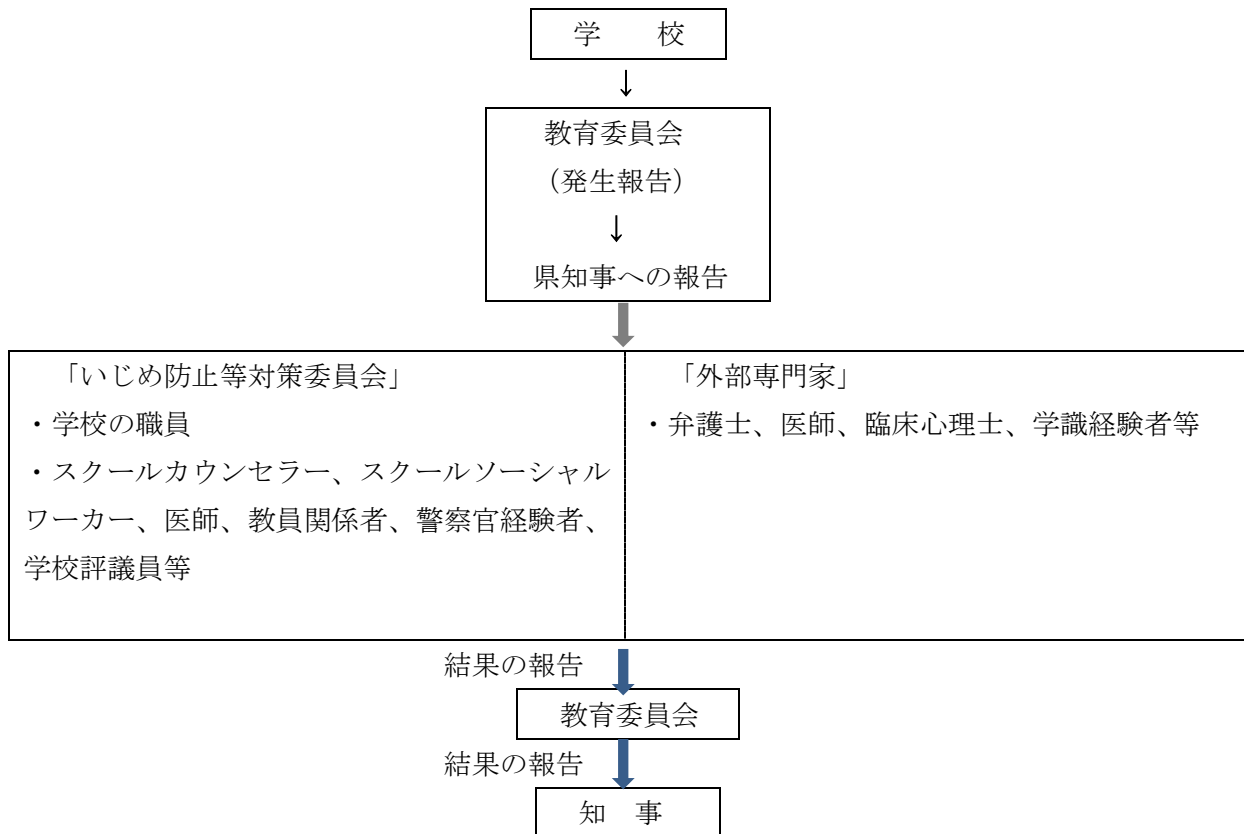 学　　校
↓
教育委員会
（発生報告）
↓
県知事への報告
「いじめ防止等対策委員会」
・学校の職員
・スクールカウンセラー、スクールソーシャル
ワーカー、医師、教員関係者、警察官経験者、
学校評議員等
「外部専門家」
・弁護士、医師、臨床心理士、学識経験者等
結果の報告
教育委員会
結果の報告
知　事